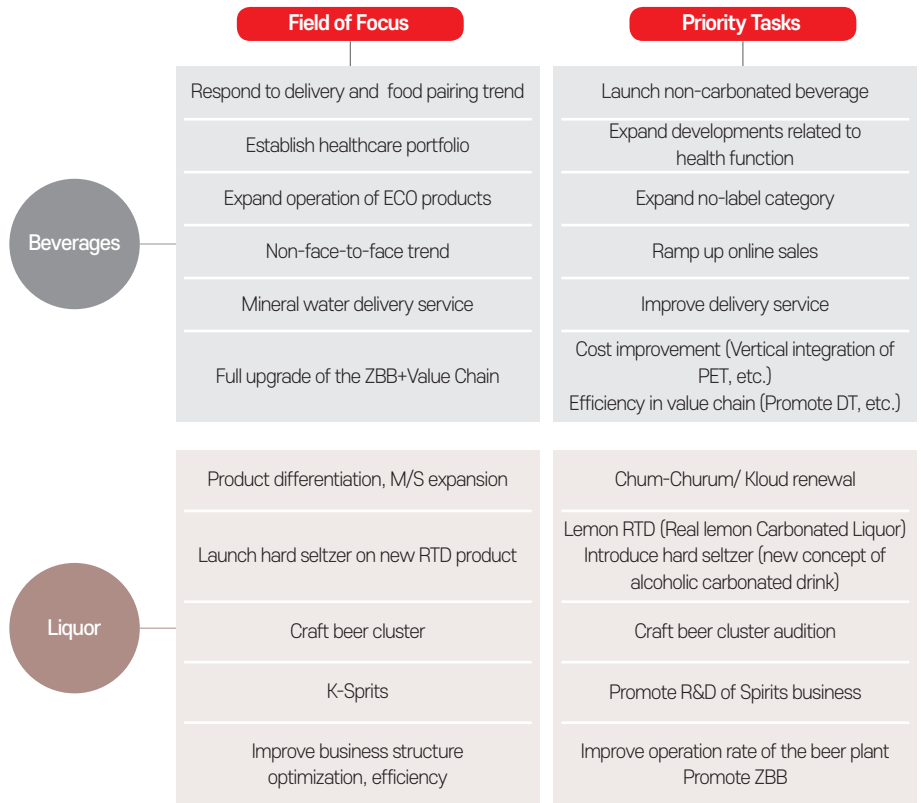 Field of Focus
Priority Tasks
Beverages
Respond to delivery and food pairing trend
Launch non-carbonated beverage
Establish healthcare portfolio
Expand developments related to
health function
Expand operation of ECO products
Expand no-label category
Non-face-to-face trend
Ramp up online sales
Mineral water delivery service
Improve delivery service
Full upgrade of the ZBB+Value Chain
Cost improvement (Vertical integration of
PET, etc.)
Efficiency in value chain (Promote DT, etc.)
Liquor
Product differentiation, M/S expansion
Chum-Churum/ Kloud renewal
Launch hard seltzer on new RTD product
Lemon RTD (Real lemon Carbonated Liquor)
Introduce hard seltzer (new concept of
alcoholic carbonated drink)
Craft beer cluster
Craft beer cluster audition
K-Sprits
Promote R&D of Spirits business
Improve business structure
optimization, efficiency
Improve operation rate of the beer plant
Promote ZBB